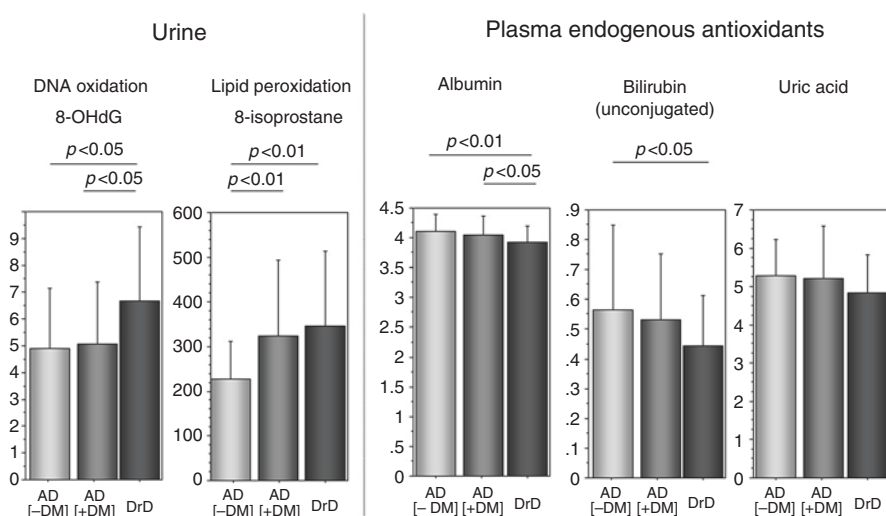 Urine
DNA oxidation
8-OHdG
p<0.05
p<0.05
9
8
7
6
5
4
3
2
1
0
AD
[−DM]
AD
[+DM]
DrD
Lipid peroxidation
8-isoprostane
p<0.01
p<0.01
600
500
400
300
200
100
0
AD
[−DM]
AD
[+DM]
DrD
Plasma endogenous antioxidants
Albumin
p<0.01
p<0.05
4.5
4
3.5
3
2.5
2
1.5
1
.5
0
AD
[− DM]
AD
[+DM]
DrD
Bilirubin
(unconjugated)
p<0.05
.9
.8
.7
.6
.5
.4
.3
.2
.1
0
AD
[−DM]
AD
[+DM]
DrD
Uric acid
7
6
5
4
3
2
1
0
AD
[−DM]
AD
[+DM]
DrD